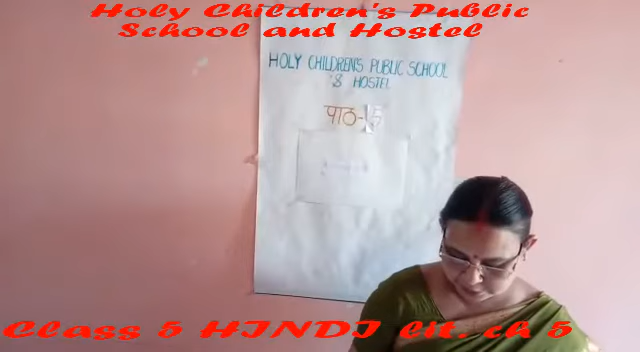 Holy Children's Public
School and Hostel
HOLY CHILDREN'S PUBLIC SCHOOL
& HOSTEL
पाठ-5
Class 5 HINDI lit. ch 5